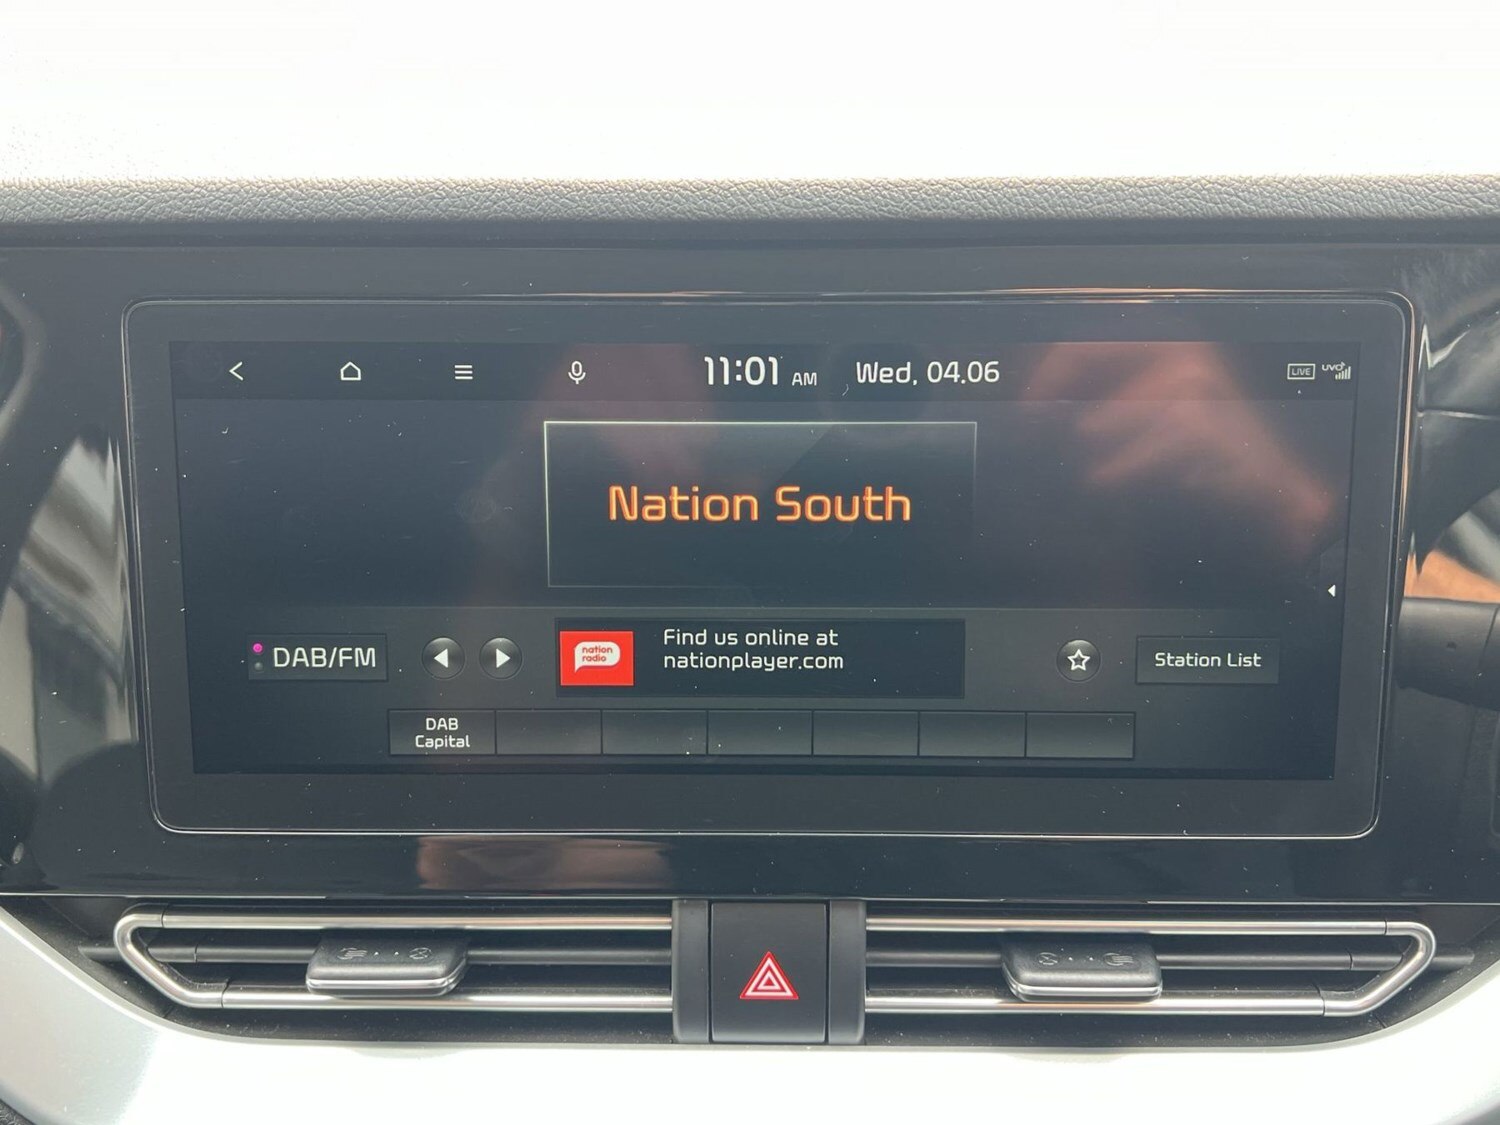 11:01 AM Wed, 04.06
LIVE UVO
Nation South
DAB/FM
nation
radio
Find us online at
nationplayer.com
Station List
DAB
Capital